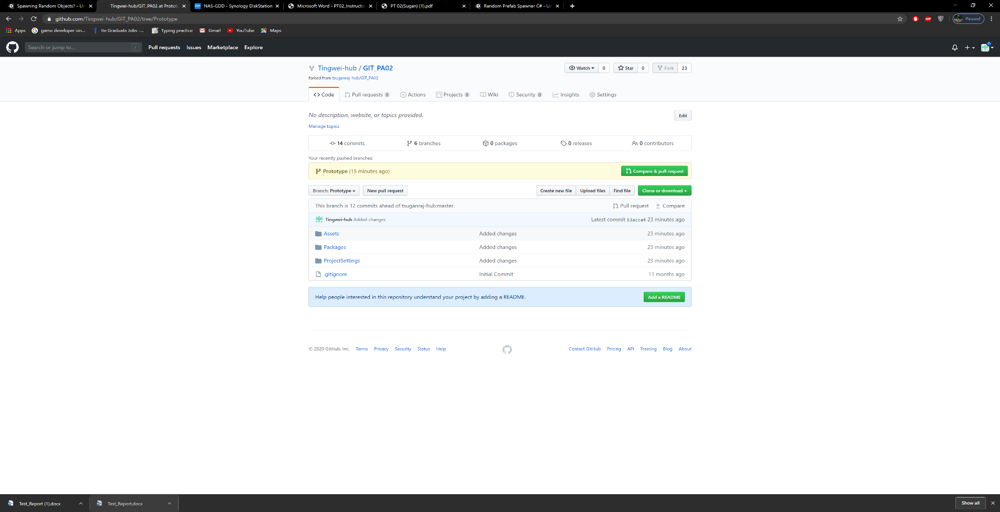 Spawning Random Objects? - Un
Tingwei-hub/GIT_PA02 at Prototy
NAS-GDD - Synology DiskStation
Microsoft Word - PT02_Instructio
PT 02(Sugan) (1).pdf
Random Prefab Spawner C# - Un
github.com/Tingwei-hub/GIT_PA02/tree/Prototype
ABP
Paused
Apps
game developer sin...
Ite Graduate Jobs -...
Typing practice
Gmail
YouTube
Maps
Search or jump to...
/
Pull requests
Issues
Marketplace
Explore
Tingwei-hub / GIT_PA02
Watch 0
Star 0
Fork 23
forked from tsuganraj-hub/GIT_PA02
Code
Pull requests 0
Actions
Projects 0
Wiki
Security 0
Insights
Settings
No description, website, or topics provided.
Edit
Manage topics
14 commits
6 branches
0 packages
0 releases
0 contributors
Your recently pushed branches:
Prototype (15 minutes ago)
Compare & pull request
Branch: Prototype
New pull request
Create new file
Upload files
Find file
Clone or download
This branch is 12 commits ahead of tsuganraj-hub:master.
Pull request
Compare
Tingwei-hub Added changes
Latest commit 53acca4 23 minutes ago
Assets Added changes 23 minutes ago
Packages Added changes 23 minutes ago
ProjectSettings Added changes 23 minutes ago
.gitignore Initial Commit 11 months ago
Help people interested in this repository understand your project by adding a README.
Add a README
© 2020 GitHub, Inc.
Terms
Privacy
Security
Status
Help
Contact GitHub
Pricing
API
Training
Blog
About
Test_Report (1).docx
Test_Report.docx
Show all